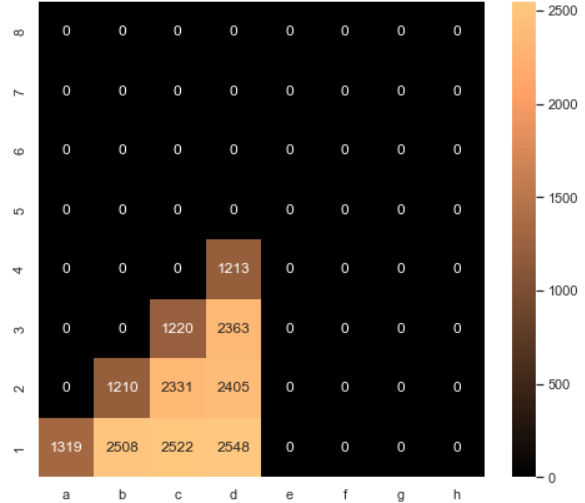 8 0 0 0 0 0 0 0 0
7 0 0 0 0 0 0 0 0
6 0 0 0 0 0 0 0 0
5 0 0 0 0 0 0 0 0
4 0 0 0 1213 0 0 0 0
3 0 0 1220 2363 0 0 0 0
2 0 1210 2331 2405 0 0 0 0
1 1319 2508 2522 2548 0 0 0 0
a b c d e f g h
2500
2000
1500
1000
500
0